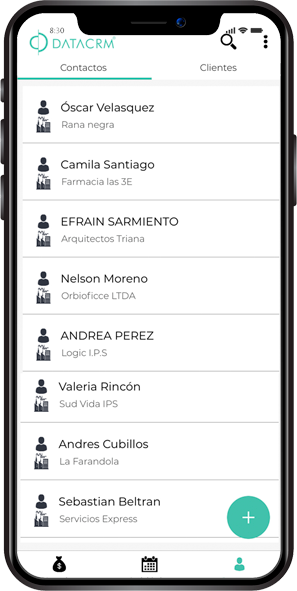 8:30
DATACRM
Contactos Clientes
Óscar Velasquez
Rana negra
Camila Santiago
Farmacia las 3E
EFRAIN SARMIENTO
Arquitectos Triana
Nelson Moreno
Orbioficce LTDA
ANDREA PEREZ
Logic I.P.S
Valeria Rincón
Sud Vida IPS
Andres Cubillos
La Farandola
Sebastian Beltran
Servicios Express
+
$